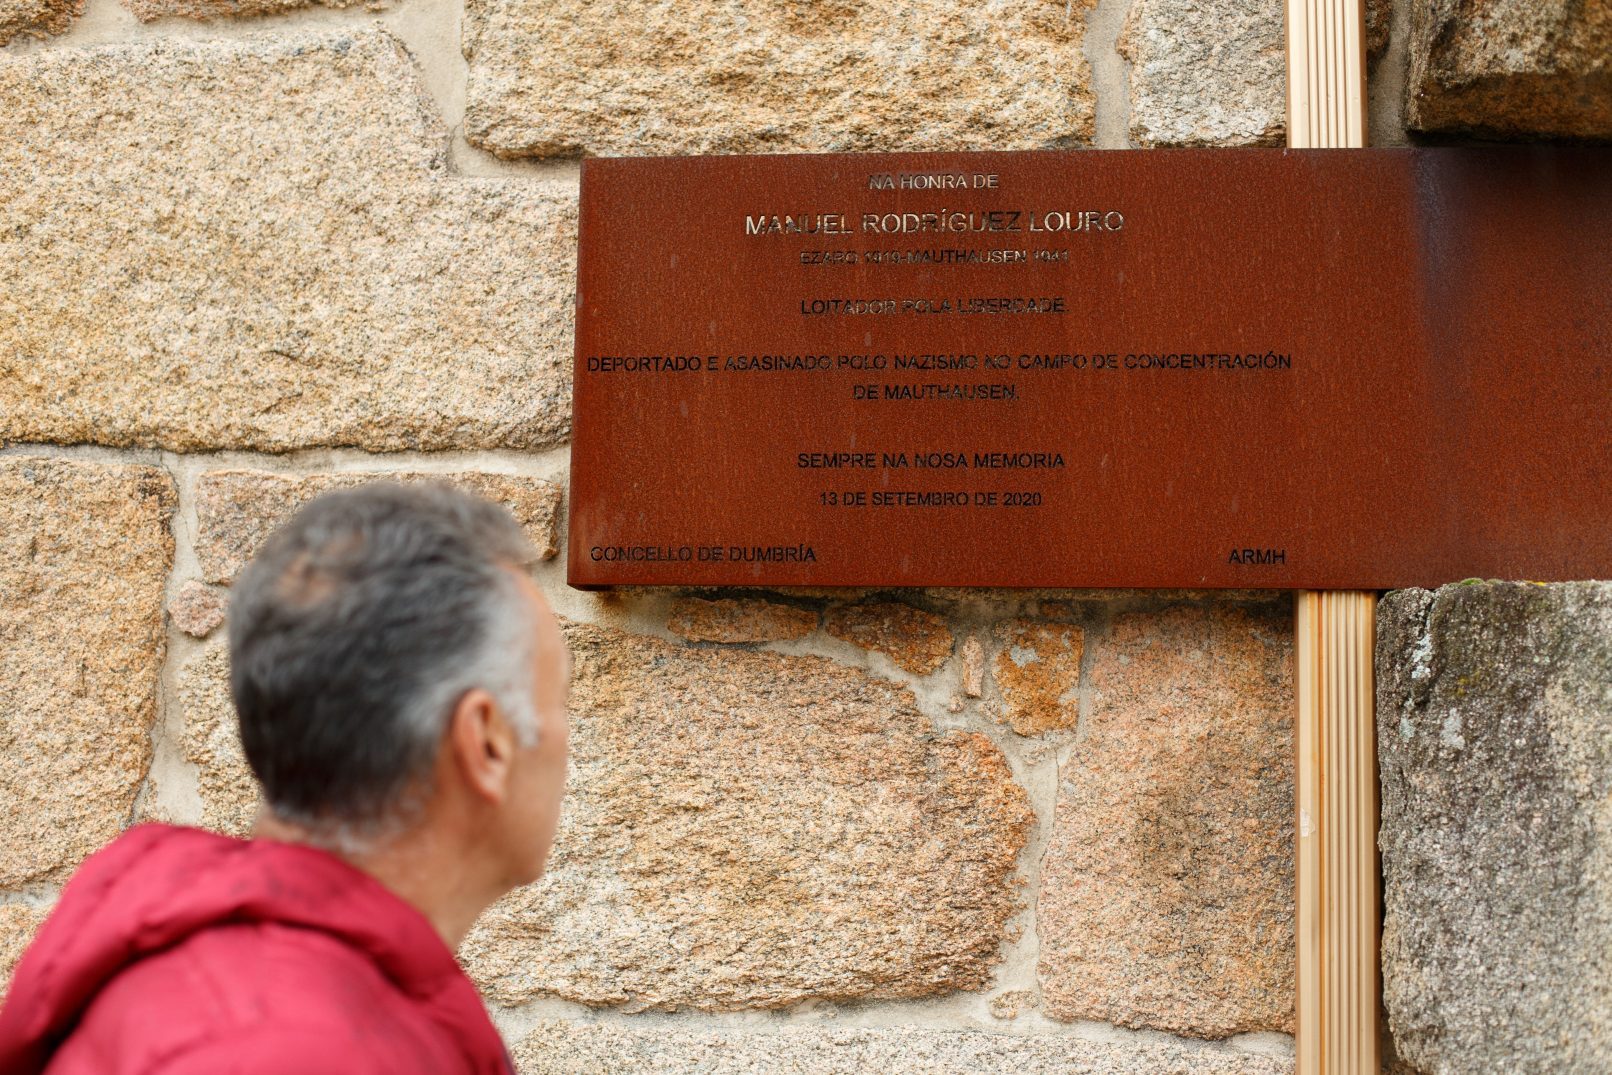 NA HONRA DE
MANUEL RODRÍGUEZ LOURO
EZARO 1919-MAUTHAUSEN 1941
LOITADOR POLA LIBERDADE.
DEPORTADO E ASASINADO POLO NAZISMO NO CAMPO DE CONCENTRACIÓN
DE MAUTHAUSEN.
SEMPRE NA NOSA MEMORIA
13 DE SETEMBRO DE 2020
CONCELLO DE DUMBRÍA
ARMH